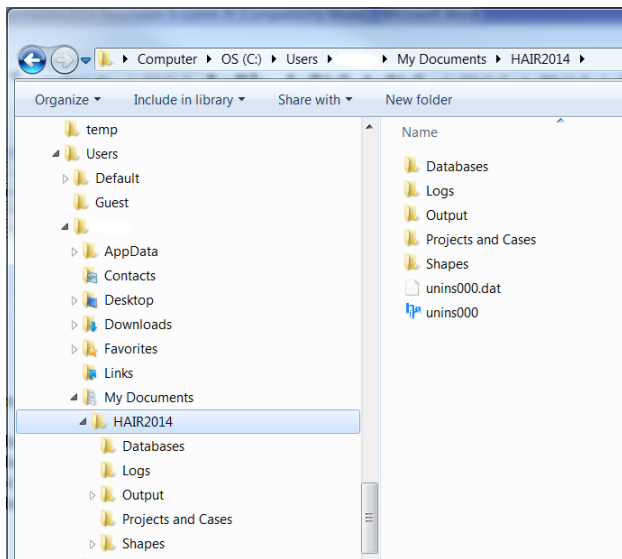 Computer OS (C:) Users My Documents HAIR2014
Organize Include in library Share with New folder
temp
Users
Default
Guest
AppData
Contacts
Desktop
Downloads
Favorites
Links
My Documents
HAIR2014
Databases
Logs
Output
Projects and Cases
Shapes
Name
Databases
Logs
Output
Projects and Cases
Shapes
unins000.dat
unins000